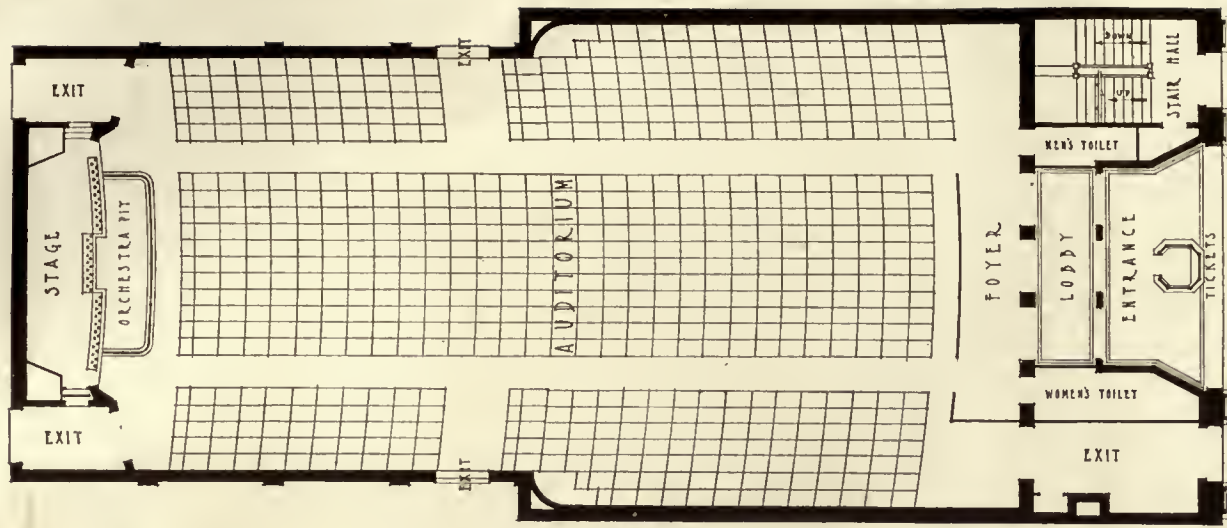 EXIT
EXIT
DOWN
UP
STAIR HALL
MEN'S TOILET
STAGE
ORCHESTRA PIT
AUDITORIUM
FOYER
LOBBY
ENTRANCE
TICKETS
WOMEN'S TOILET
EXIT
EXIT
EXIT